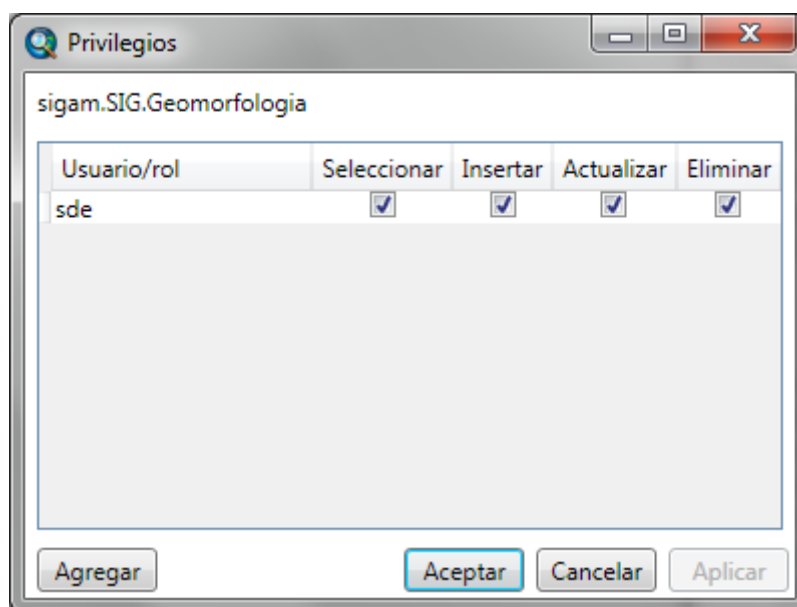 Privilegios
sigam.SIG.Geomorfologia
Usuario/rol Seleccionar Insertar Actualizar Eliminar
sde
Agregar Aceptar Cancelar Aplicar